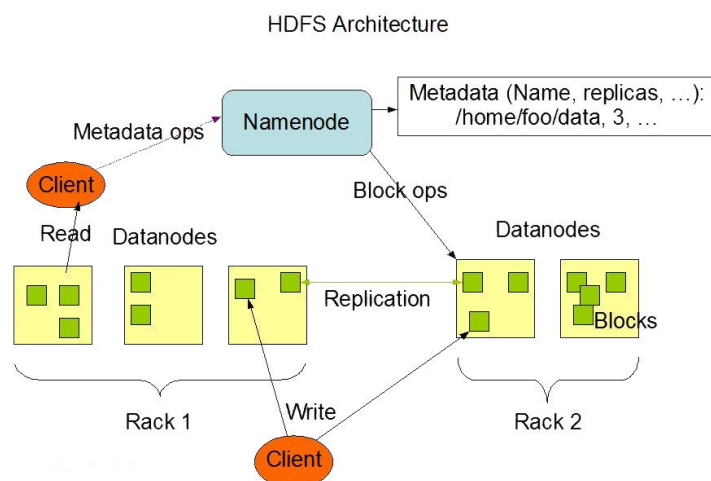 HDFS Architecture
Metadata (Name, replicas, …):
/home/foo/data, 3, …
Namenode
Metadata ops
Client
Block ops
Read
Datanodes
Datanodes
Replication
Blocks
Rack 1
Write
Rack 2
Client